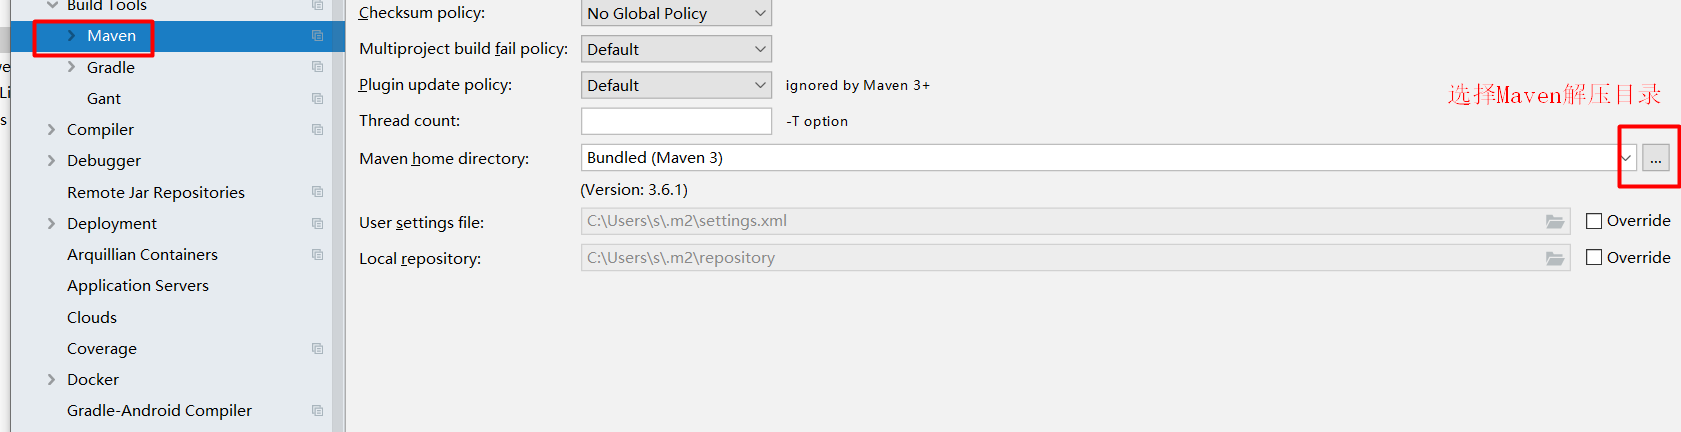 Build Tools
Maven
Gradle
Gant
Compiler
Debugger
Remote Jar Repositories
Deployment
Arquillian Containers
Application Servers
Clouds
Coverage
Docker
Gradle-Android Compiler
Checksum policy: No Global Policy
Multiproject build fail policy: Default
Plugin update policy: Default ignored by Maven 3+
选择Maven解压目录
Thread count: -T option
Maven home directory: Bundled (Maven 3) ...
(Version: 3.6.1)
User settings file: C:\Users\s\.m2\settings.xml Override
Local repository: C:\Users\s\.m2\repository Override